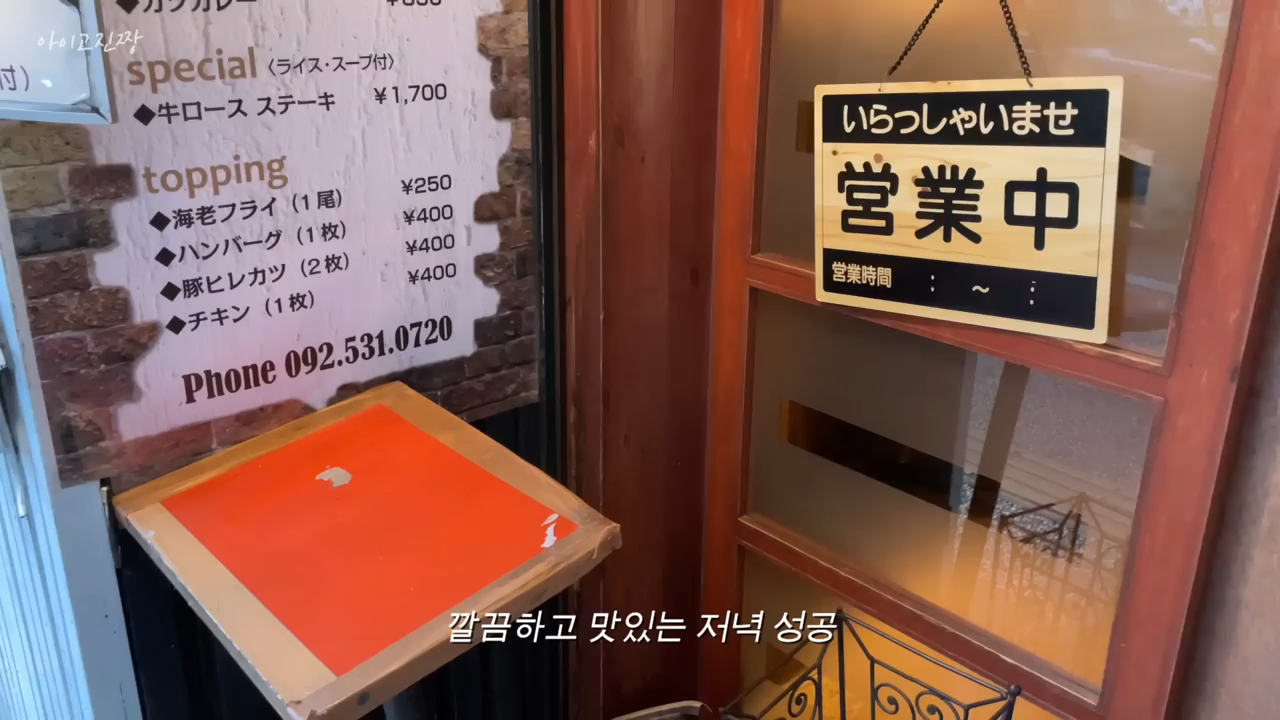 아이고진짱
付）
special 〈ライス・スープ付〉
◆牛ロース ステーキ ¥1,700
topping
◆海老フライ（1尾） ¥250
◆ハンバーグ（1枚） ¥400
◆豚ヒレカツ（2枚） ¥400
◆チキン（1枚） ¥400
Phone 092.531.0720
いらっしゃいませ
営業中
営業時間 : ～ :
깔끔하고 맛있는 저녁 성공